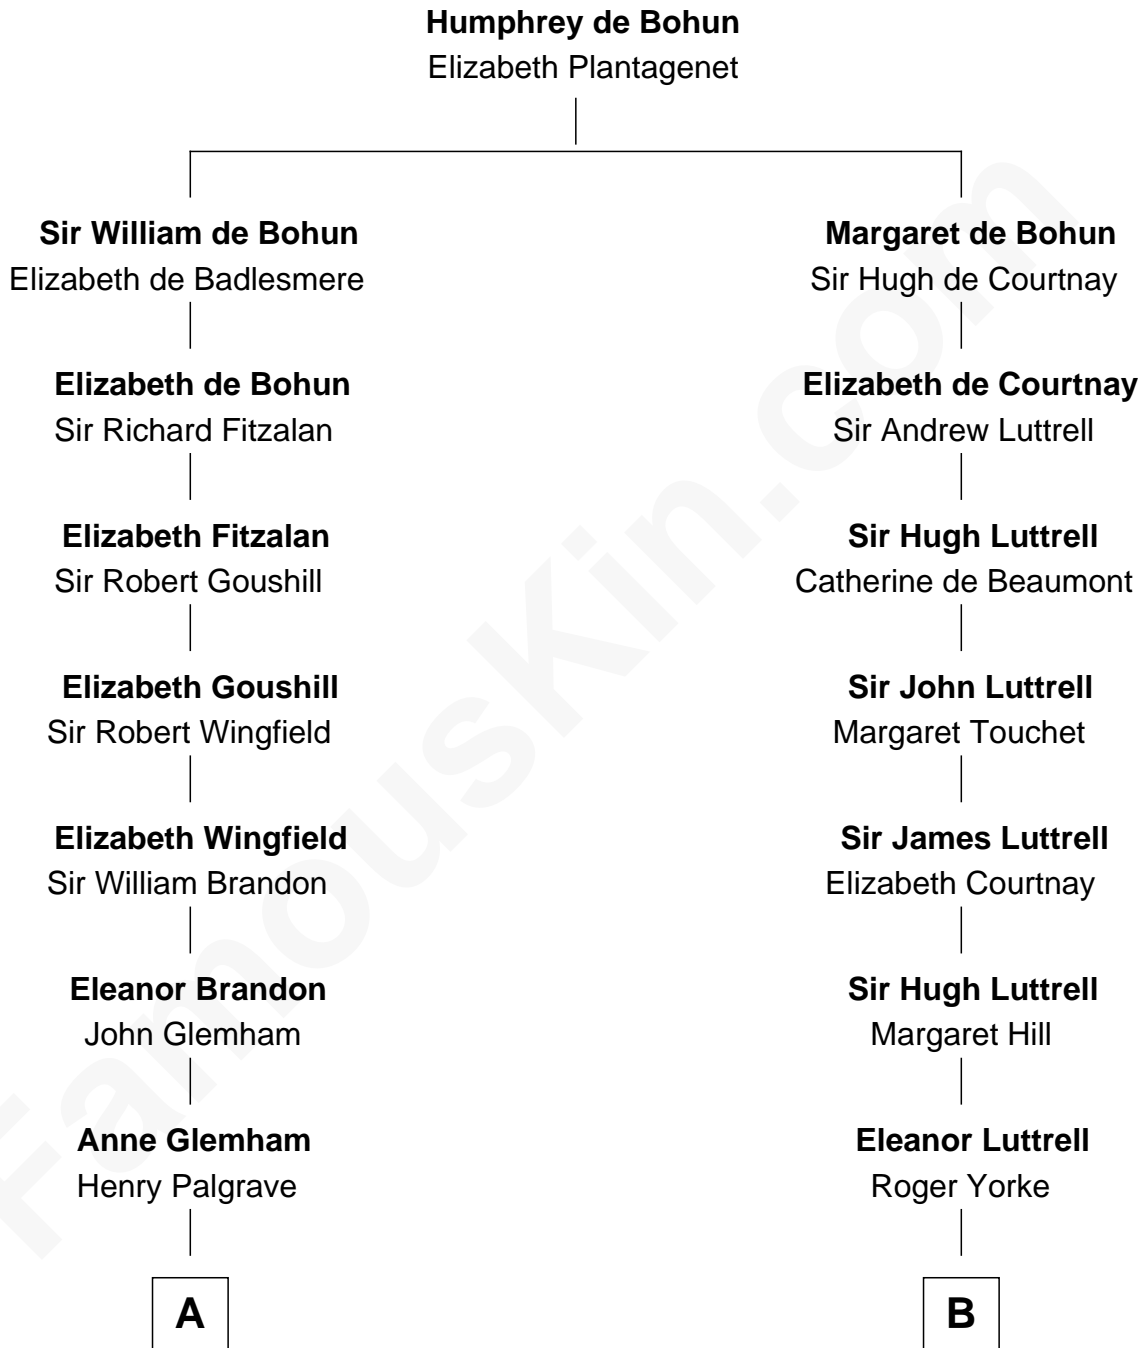 Humphrey de Bohun
Elizabeth Plantagenet
Sir William de Bohun
Elizabeth de Badlesmere
Margaret de Bohun
Sir Hugh de Courtnay
Elizabeth de Bohun
Sir Richard Fitzalan
Elizabeth de Courtnay
Sir Andrew Luttrell
Elizabeth Fitzalan
Sir Robert Goushill
Sir Hugh Luttrell
Catherine de Beaumont
Elizabeth Goushill
Sir Robert Wingfield
Sir John Luttrell
Margaret Touchet
Elizabeth Wingfield
Sir William Brandon
Sir James Luttrell
Elizabeth Courtnay
Eleanor Brandon
John Glemham
Sir Hugh Luttrell
Margaret Hill
Anne Glemham
Henry Palgrave
Eleanor Luttrell
Roger Yorke
A
B
FamousKin.com